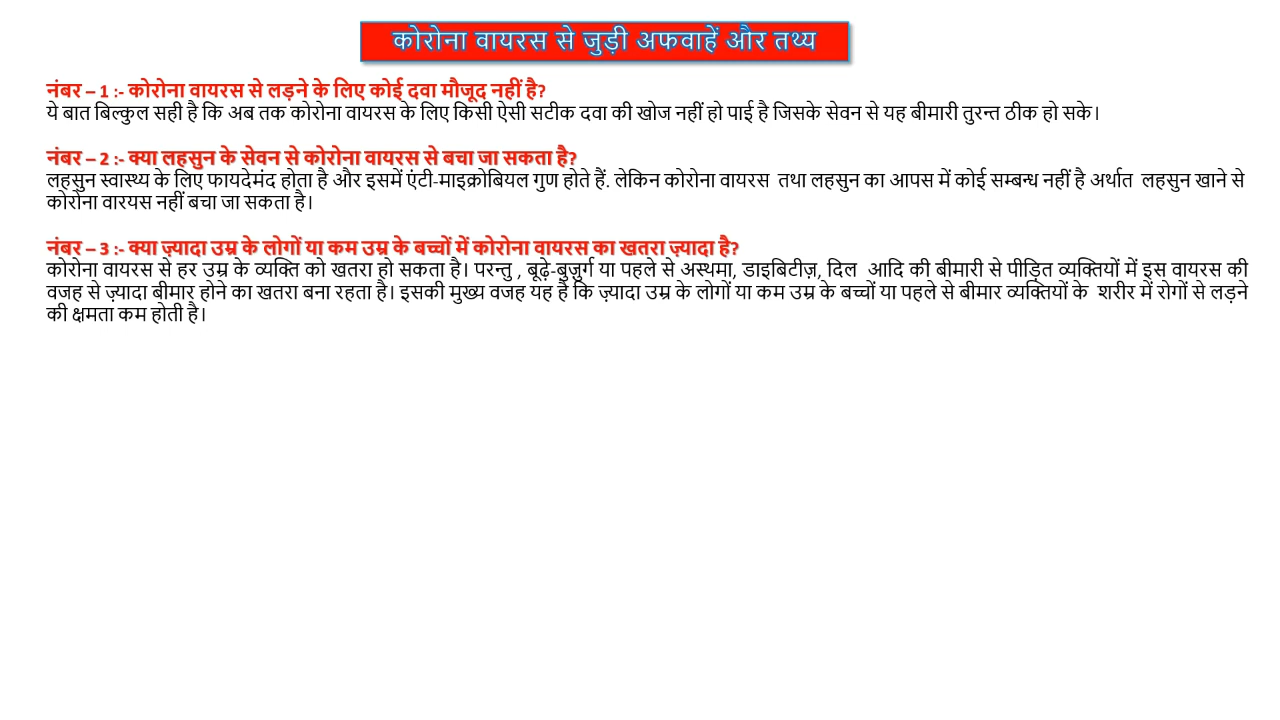 कोरोना वायरस से जुड़ी अफवाहें और तथ्य
नंबर – 1 :- कोरोना वायरस से लड़ने के लिए कोई दवा मौजूद नहीं है?
ये बात बिल्कुल सही है कि अब तक कोरोना वायरस के लिए किसी ऐसी सटीक दवा की खोज नहीं हो पाई है जिसके सेवन से यह बीमारी तुरन्त ठीक हो सके।
नंबर – 2 :- क्या लहसुन के सेवन से कोरोना वायरस से बचा जा सकता है?
लहसुन स्वास्थ्य के लिए फायदेमंद होता है और इसमें एंटी-माइक्रोबियल गुण होते हैं. लेकिन कोरोना वायरस  तथा लहसुन का आपस में कोई सम्बन्ध नहीं है अर्थात  लहसुन खाने से
कोरोना वारयस नहीं बचा जा सकता है।
नंबर – 3 :- क्या ज़्यादा उम्र के लोगों या कम उम्र के बच्चों में कोरोना वायरस का खतरा ज़्यादा है?
कोरोना वायरस से हर उम्र के व्यक्ति को खतरा हो सकता है। परन्तु , बूढ़े-बुज़ुर्ग या पहले से अस्थमा, डाइबिटीज़, दिल  आदि की बीमारी से पीड़ित व्यक्तियों में इस वायरस की
वजह से ज़्यादा बीमार होने का खतरा बना रहता है। इसकी मुख्य वजह यह है कि ज़्यादा उम्र के लोगों या कम उम्र के बच्चों या पहले से बीमार व्यक्तियों के  शरीर में रोगों से लड़ने
की क्षमता कम होती है।